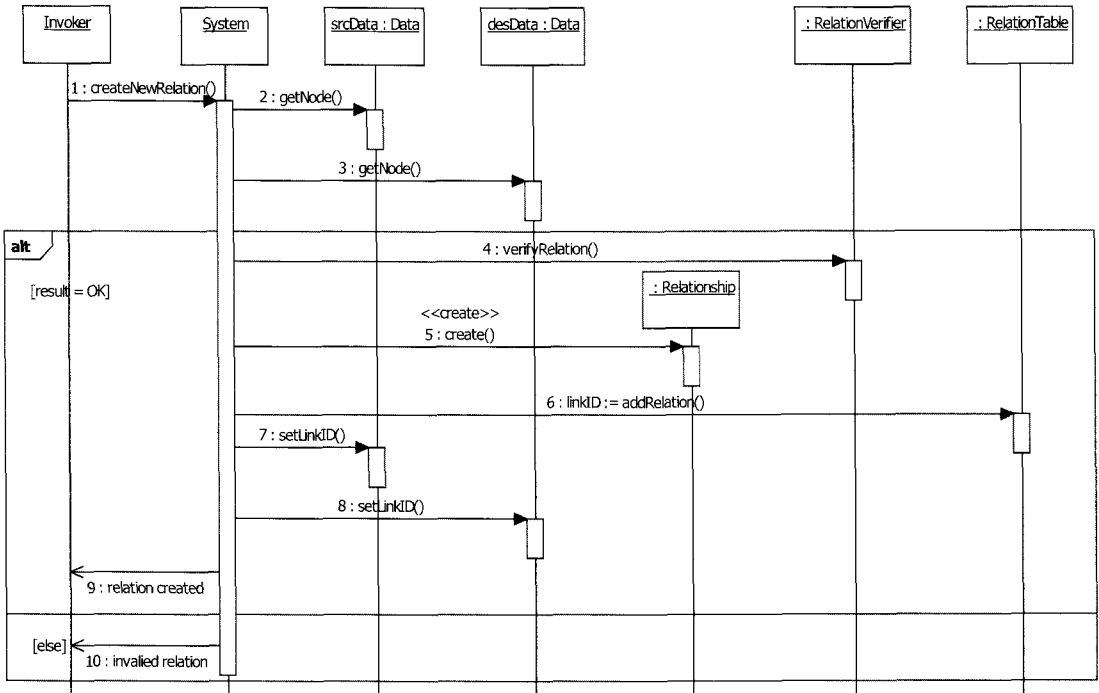 Invoker
System
srcData : Data
desData : Data
: RelationVerifier
: RelationTable
1 : createNewRelation()
2 : getNode()
3 : getNode()
alt
4 : verifyRelation()
[result = OK]
: Relationship
<<create>>
5 : create()
6 : linkID := addRelation()
7 : setLinkID()
8 : setLinkID()
9 : relation created
[else]
10 : invalied relation